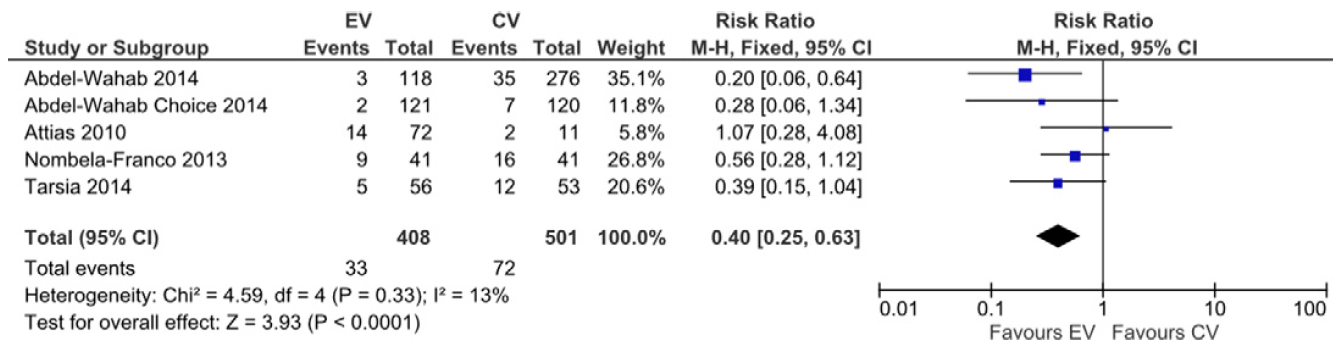 EV CV Risk Ratio Risk Ratio
Study or Subgroup Events Total Events Total Weight M-H, Fixed, 95% CI M-H, Fixed, 95% CI
Abdel-Wahab 2014 3 118 35 276 35.1% 0.20 [0.06, 0.64]
Abdel-Wahab Choice 2014 2 121 7 120 11.8% 0.28 [0.06, 1.34]
Attias 2010 14 72 2 11 5.8% 1.07 [0.28, 4.08]
Nombela-Franco 2013 9 41 16 41 26.8% 0.56 [0.28, 1.12]
Tarsia 2014 5 56 12 53 20.6% 0.39 [0.15, 1.04]
Total (95% CI) 408 501 100.0% 0.40 [0.25, 0.63]
Total events 33 72
Heterogeneity: Chi² = 4.59, df = 4 (P = 0.33); I² = 13%
Test for overall effect: Z = 3.93 (P < 0.0001)
0.01 0.1 1 10 100
Favours EV Favours CV